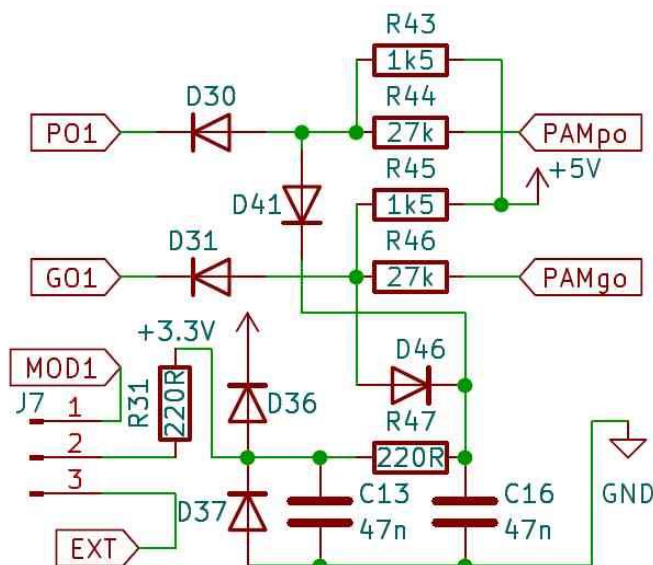 R43
1k5
D30
R44
PO1
27k
PAMpo
R45
+5V
D41
1k5
D31
R46
GO1
27k
PAMgo
+3.3V
D46
MOD1
R31
220R
D36
J7
1
R47
2
220R
GND
3
C13
C16
D37
47n
47n
EXT